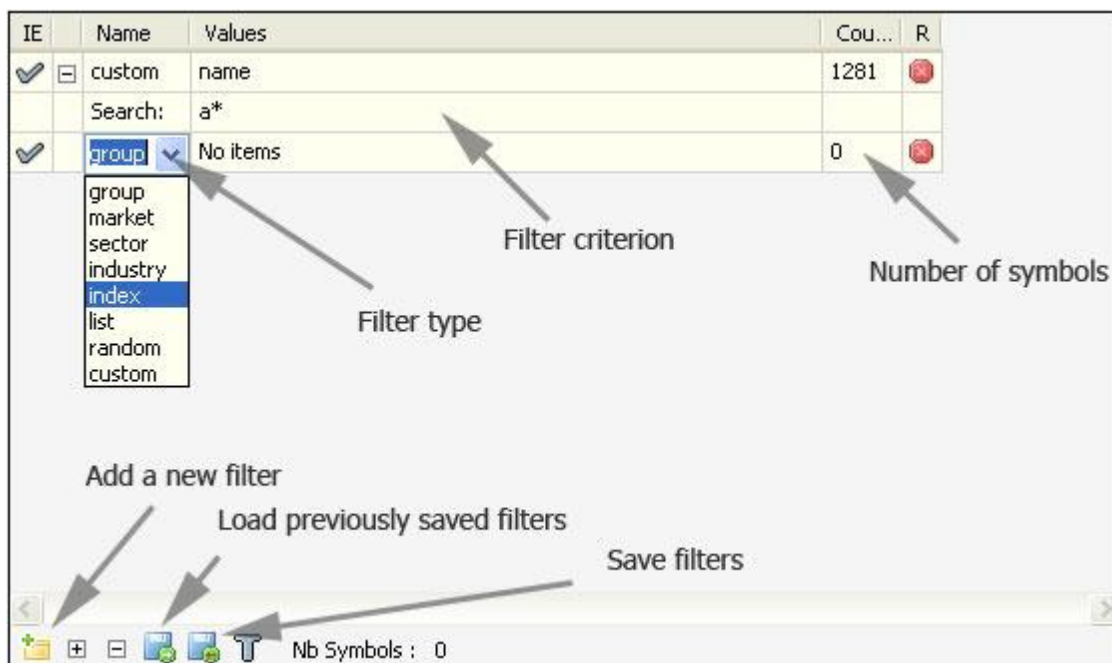 IE Name Values Cou... R
custom name 1281
Search: a*
group No items 0
group
market
sector
industry
index
list
random
custom
Filter criterion
Number of symbols
Filter type
Add a new filter
Load previously saved filters
Save filters
Nb Symbols : 0